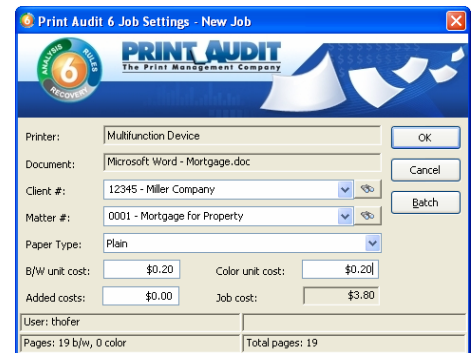 Print Audit 6 Job Settings - New Job
ANALYSIS RULES RECOVERY 6
PRINT AUDIT
The Print Management Company
Printer: Multifunction Device
OK
Document: Microsoft Word - Mortgage.doc
Cancel
Client #: 12345 - Miller Company
Batch
Matter #: 0001 - Mortgage for Property
Paper Type: Plain
B/W unit cost: $0.20 Color unit cost: $0.20
Added costs: $0.00 Job cost: $3.80
User: thofer
Pages: 19 b/w, 0 color Total pages: 19